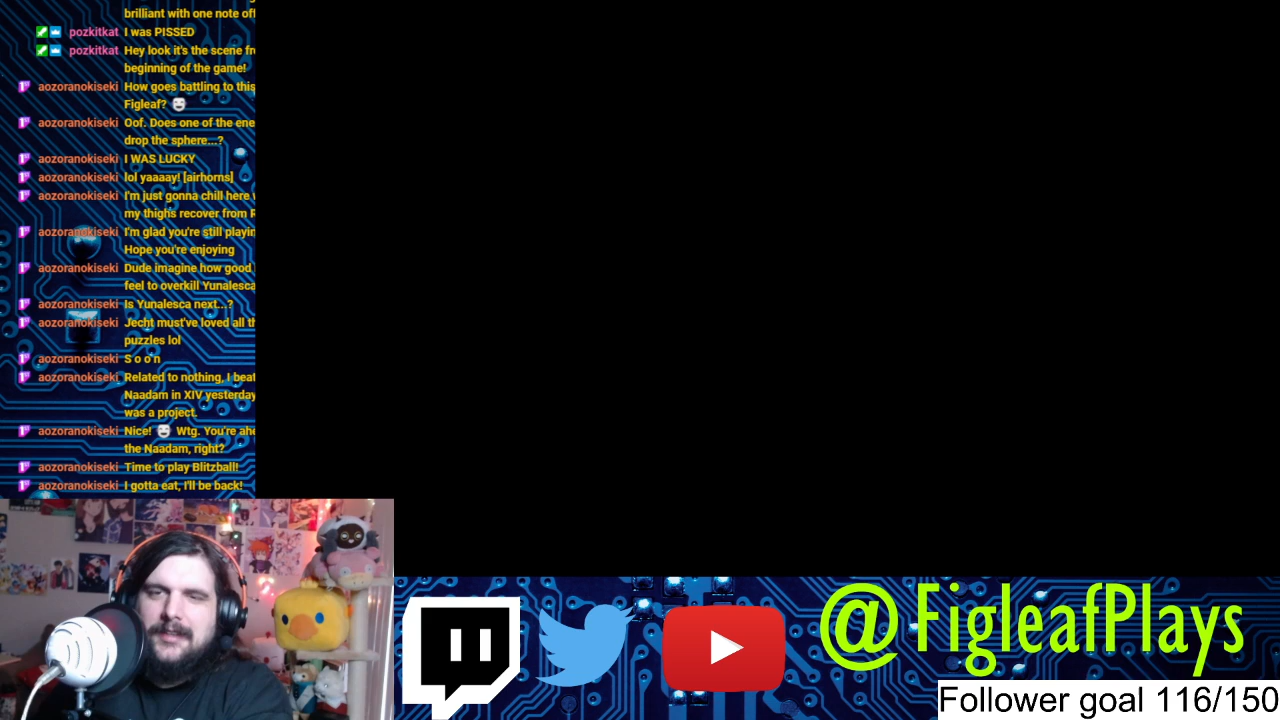 brilliant with one note off
pozkitkat I was PISSED
pozkitkat Hey look it's the scene
beginning of the game!
aozoranokiseki How goes battling to this
Figleaf?
aozoranokiseki Oof. Does one of the
drop the sphere...?
aozoranokiseki I WAS LUCKY
aozoranokiseki lol yaaaay! [airhorns]
aozoranokiseki I'm just gonna chill here
my thighs recover from
aozoranokiseki I'm glad you're still
Hope you're enjoying
aozoranokiseki Dude imagine how good
feel to overkill Yunalesca
aozoranokiseki Is Yunalesca next...?
aozoranokiseki Jecht must've loved all
puzzles lol
aozoranokiseki S o o n
aozoranokiseki Related to nothing, I beat
Naadam in XIV yesterday
was a project.
aozoranokiseki Nice! Wtg. You're
the Naadam, right?
aozoranokiseki Time to play Blitzball!
aozoranokiseki I gotta eat, I'll be back!
@FigleafPlays
Follower goal 116/150